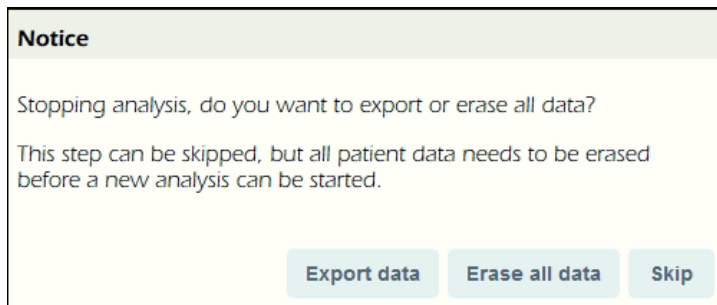 Notice
Stopping analysis, do you want to export or erase all data?
This step can be skipped, but all patient data needs to be erased
before a new analysis can be started.
Export data Erase all data Skip